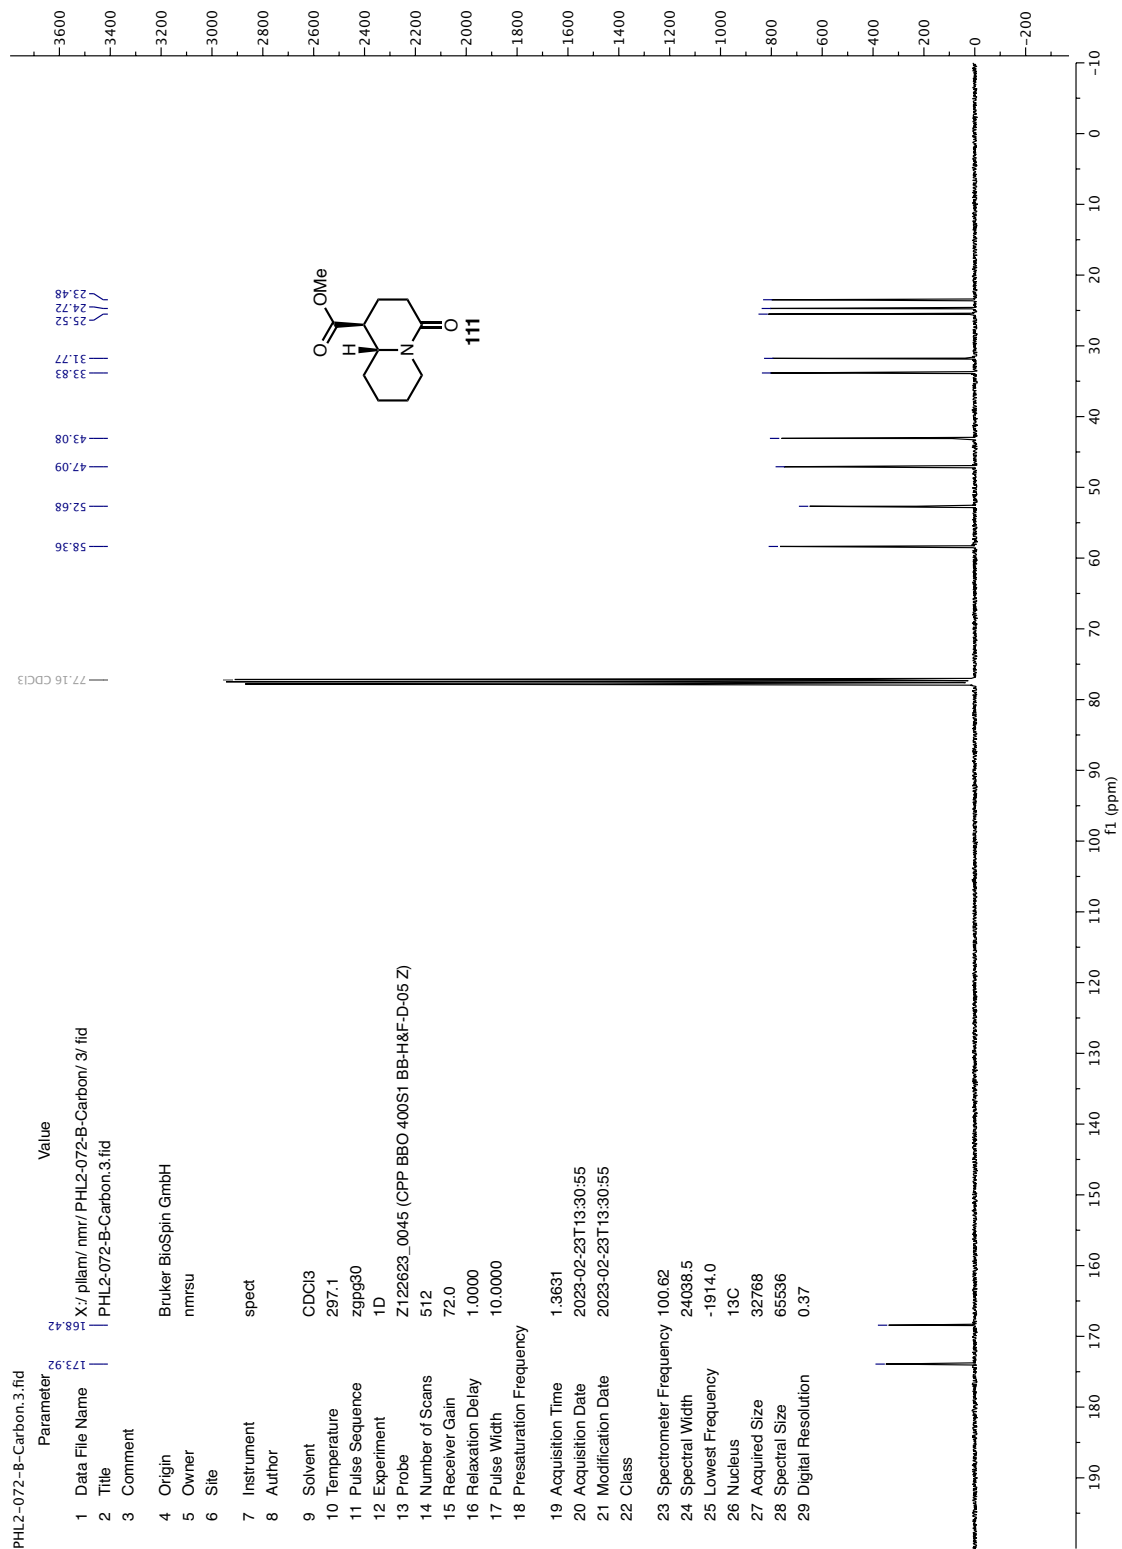 PHL2-072-B-Carbon.3.fid
Parameter Value
1 Data File Name X:/ pllam/ nmr/ PHL2-072-B-Carbon/ 3/ fid
2 Title PHL2-072-B-Carbon.3.fid
3 Comment
4 Origin Bruker BioSpin GmbH
5 Owner nmrsu
6 Site
7 Instrument spect
8 Author
9 Solvent CDCl3
10 Temperature 297.1
11 Pulse Sequence zgpg30
12 Experiment 1D
13 Probe Z122623_0045 (CPP BBO 400S1 BB-H&F-D-05 Z)
14 Number of Scans 512
15 Receiver Gain 72.0
16 Relaxation Delay 1.0000
17 Pulse Width 10.0000
18 Presaturation Frequency
19 Acquisition Time 1.3631
20 Acquisition Date 2023-02-23T13:30:55
21 Modification Date 2023-02-23T13:30:55
22 Class
23 Spectrometer Frequency 100.62
24 Spectral Width 24038.5
25 Lowest Frequency -1914.0
26 Nucleus 13C
27 Acquired Size 32768
28 Spectral Size 65536
29 Digital Resolution 0.37
173.92
168.42
77.16 CDCl3
58.36
52.68
47.09
43.08
33.83
31.77
25.52
24.72
23.48
O
OMe
H
N
O
111
3600
3400
3200
3000
2800
2600
2400
2200
2000
1800
1600
1400
1200
1000
800
600
400
200
0
-200
190 180 170 160 150 140 130 120 110 100 90 80 70 60 50 40 30 20 10 0 -10
f1 (ppm)